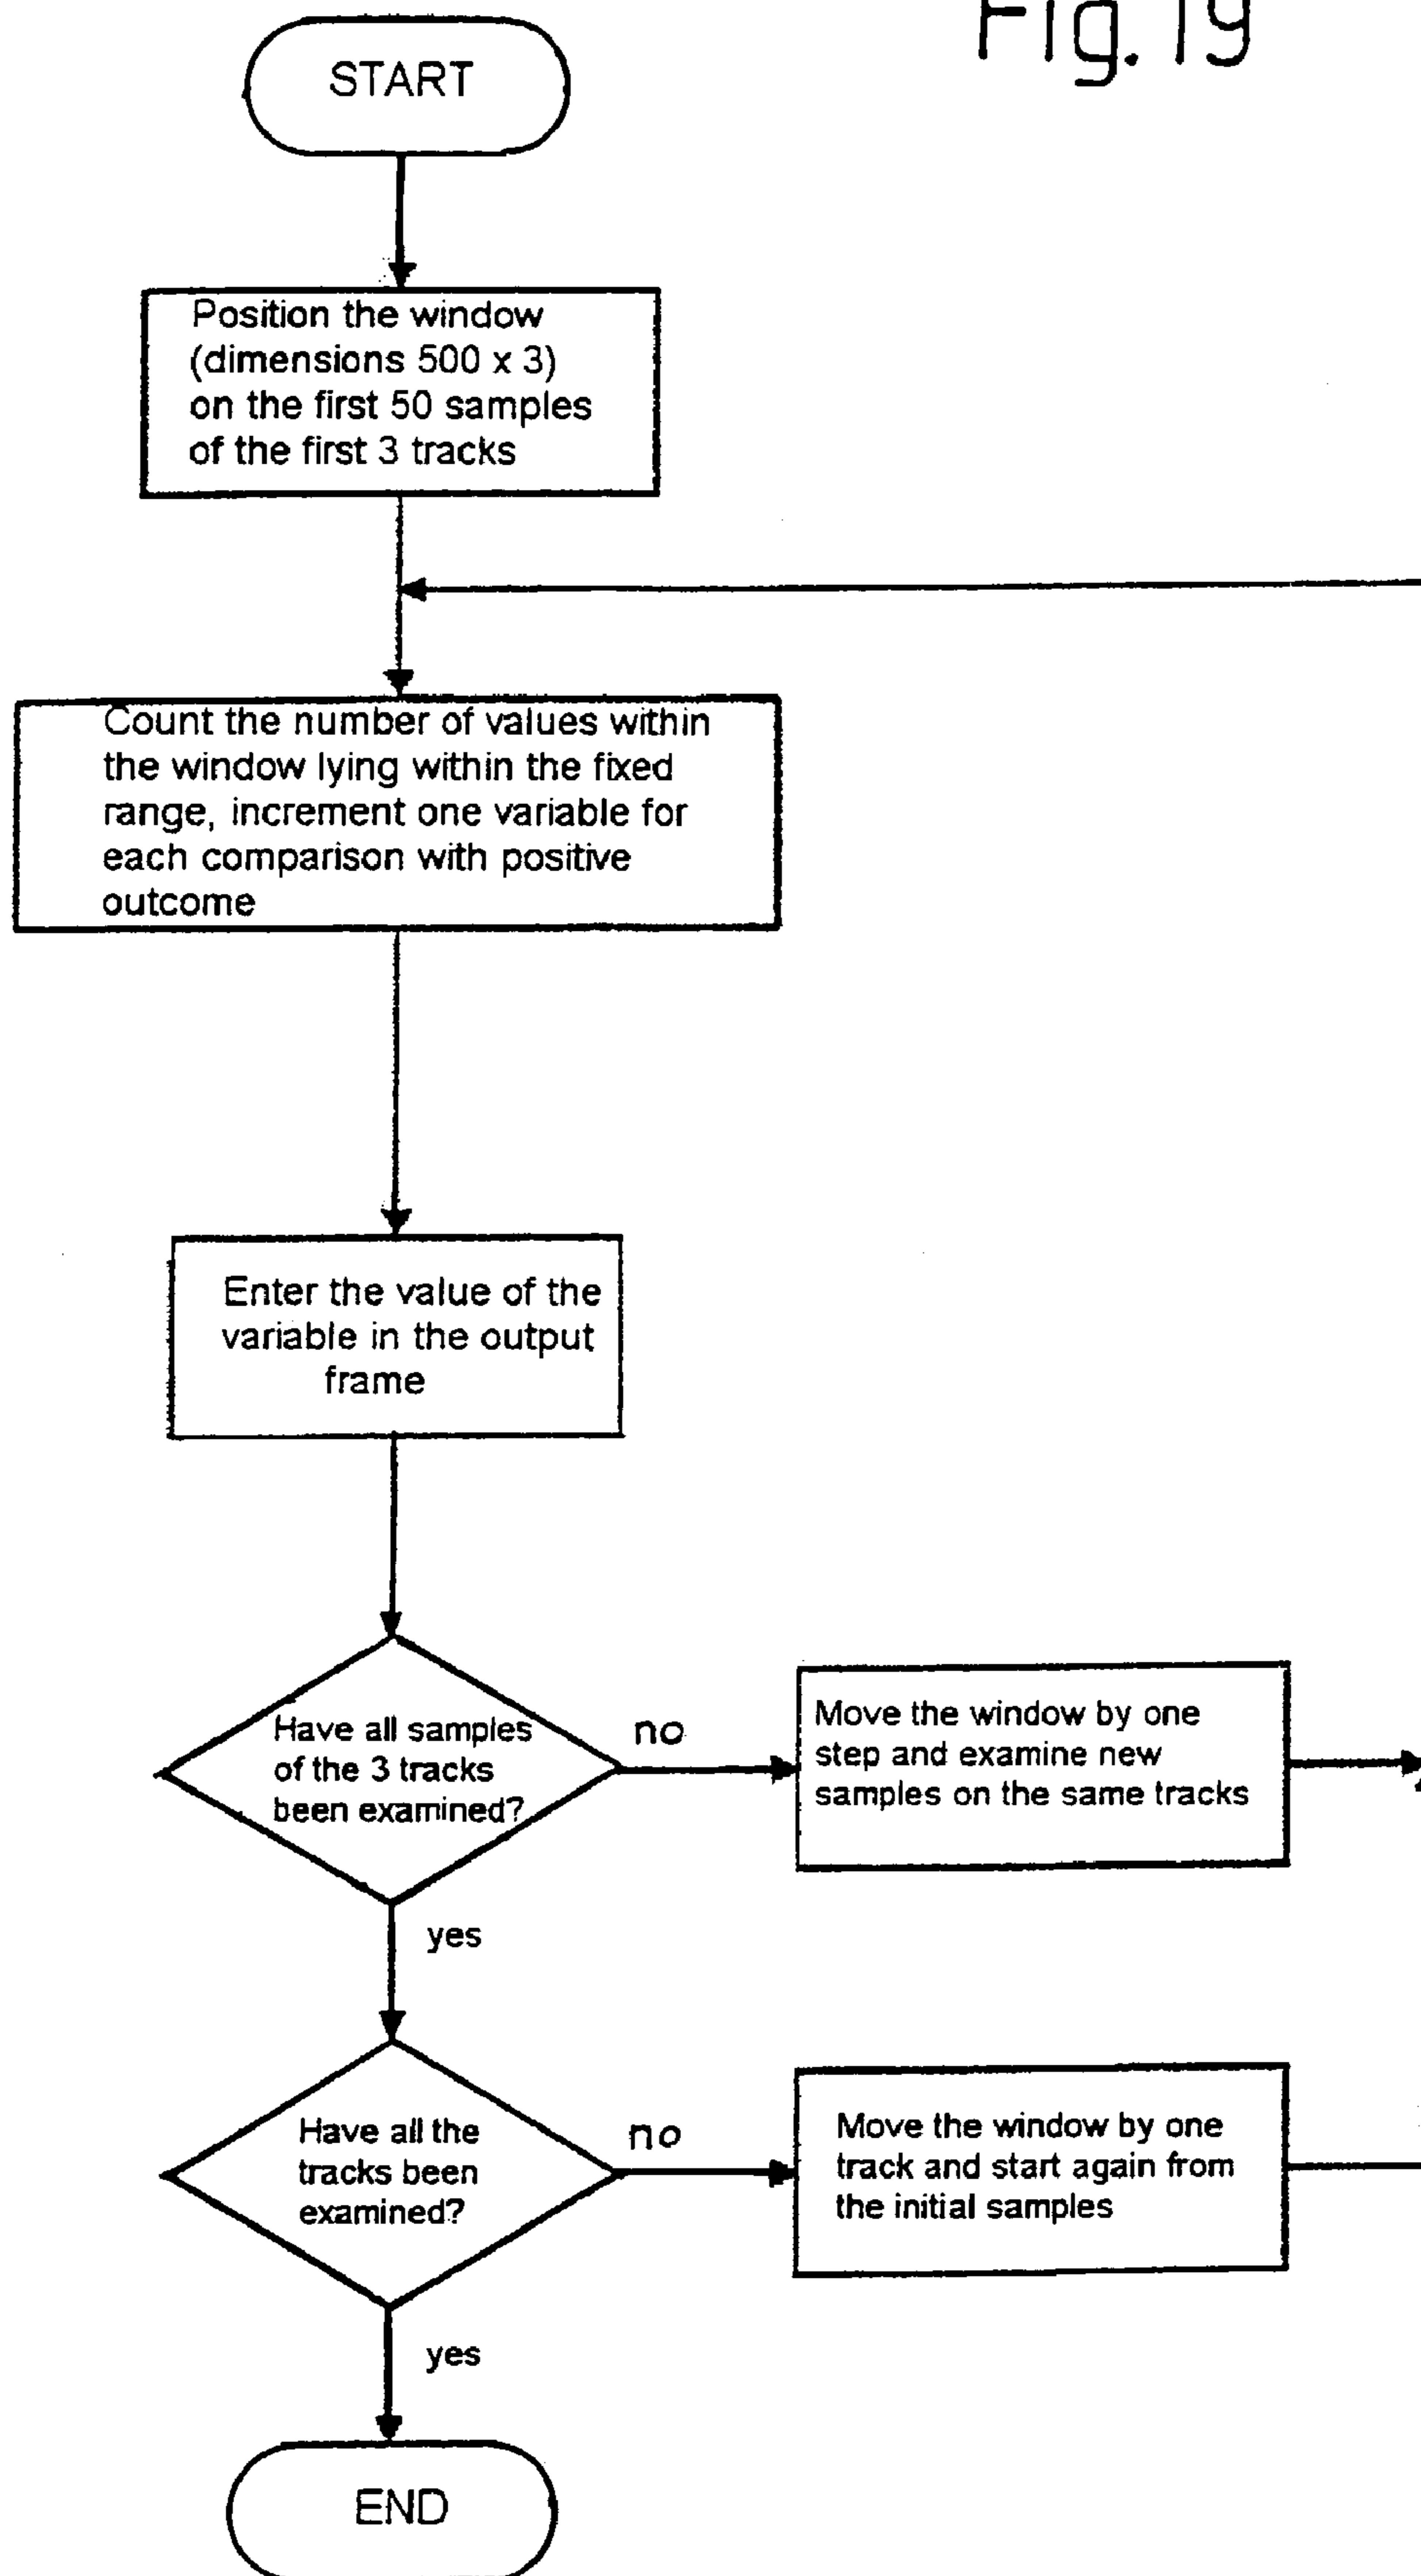 Fig. 19
START
Position the window
(dimensions 500 x 3)
on the first 50 samples
of the first 3 tracks
Count the number of values within
the window lying within the fixed
range, increment one variable for
each comparison with positive
outcome
Enter the value of the
variable in the output
frame
Have all samples
of the 3 tracks
been examined?
no
Move the window by one
step and examine new
samples on the same tracks
yes
Have all the
tracks been
examined?
no
Move the window by one
track and start again from
the initial samples
yes
END